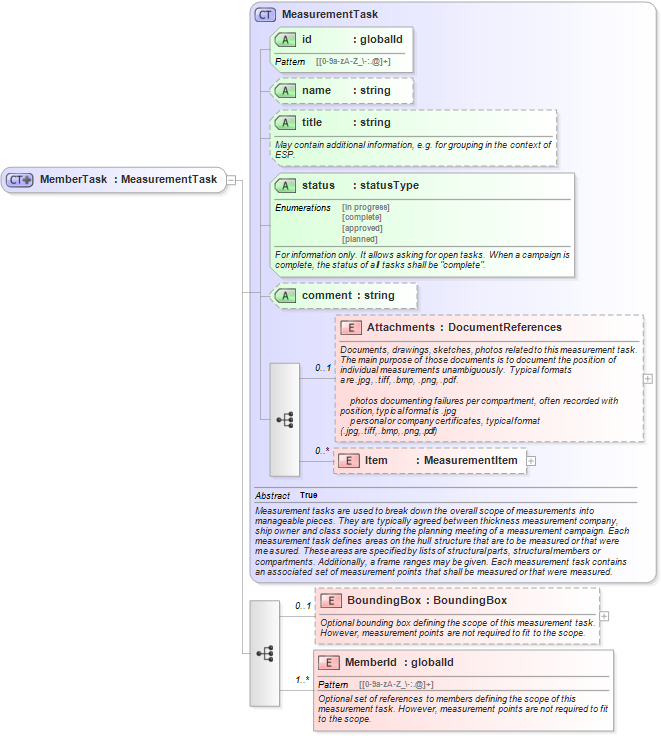 CT MeasurementTask
A id : globalId
Pattern [[0-9a-zA-Z_\-:.@]+]
A name : string
A title : string
May contain additional information, e.g. for grouping in the context of
ESP.
CT MemberTask : MeasurementTask
A status : statusType
Enumerations [in progress]
[complete]
[approved]
[planned]
For information only. It allows asking for open tasks. When a campaign is
complete, the status of all tasks shall be "complete".
A comment : string
E Attachments : DocumentReferences
0..1
Documents, drawings, sketches, photos related to this measurement task.
The main purpose of those documents is to document the position of
individual measurements unambiguously. Typical formats
are .jpg, .tiff, .bmp, .png, .pdf.
photos documenting failures per compartment, often recorded with
position, typical format is .jpg
personal or company certificates, typical format
(.jpg,.tiff,.bmp,.png,.pdf)
0..*
E Item : MeasurementItem
Abstract True
Measurement tasks are used to break down the overall scope of measurements into
manageable pieces. They are typically agreed between thickness measurement company,
ship owner and class society during the planning meeting of a measurement campaign. Each
measurement task defines areas on the hull structure that are to be measured or that were
measured. These areas are specified by lists of structural parts, structural members or
compartments. Additionally, a frame ranges may be given. Each measurement task contains
an associated set of measurement points that shall be measured or that were measured.
0..1
E BoundingBox : BoundingBox
Optional bounding box defining the scope of this measurement task.
However, measurement points are not required to fit to the scope.
1..*
E MemberId : globalId
Pattern [[0-9a-zA-Z_\-:.@]+]
Optional set of references to members defining the scope of this
measurement task. However, measurement points are not required to fit
to the scope.